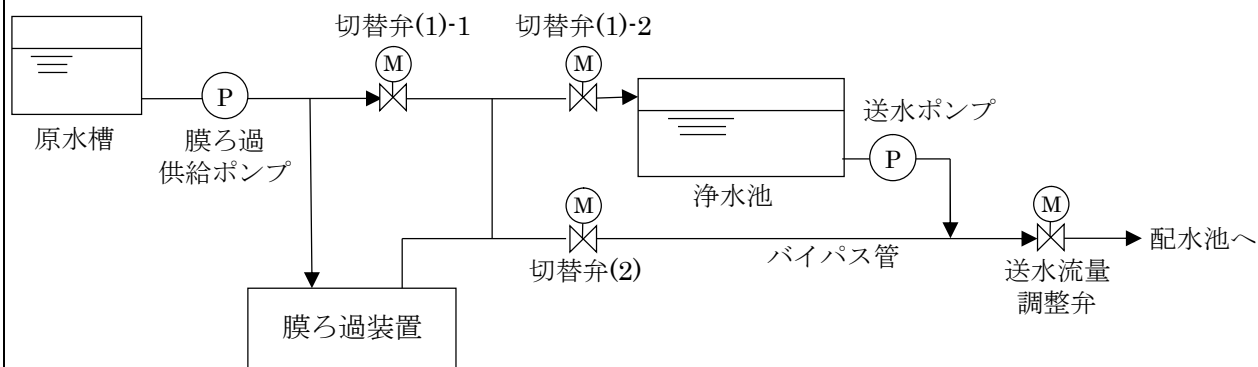 切替弁(1)-1
切替弁(1)-2
M
M
P
原水槽
膜ろ過
供給ポンプ
送水ポンプ
P
浄水池
M
切替弁(2)
バイパス管
M
配水池へ
送水流量
調整弁
膜ろ過装置